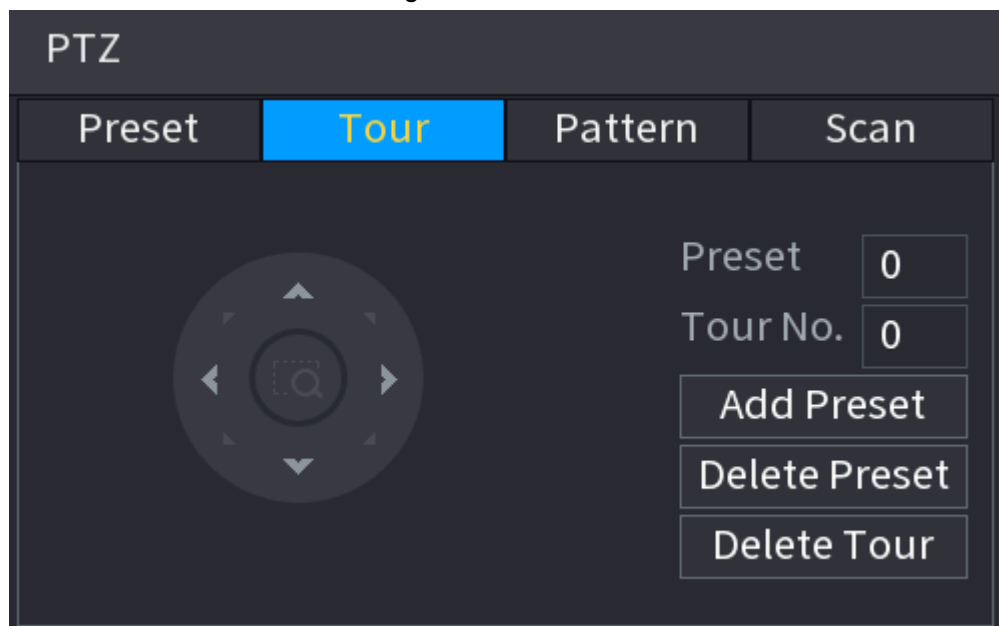 PTZ
Preset Tour Pattern Scan
Preset 0
Tour No. 0
Add Preset
Delete Preset
Delete Tour